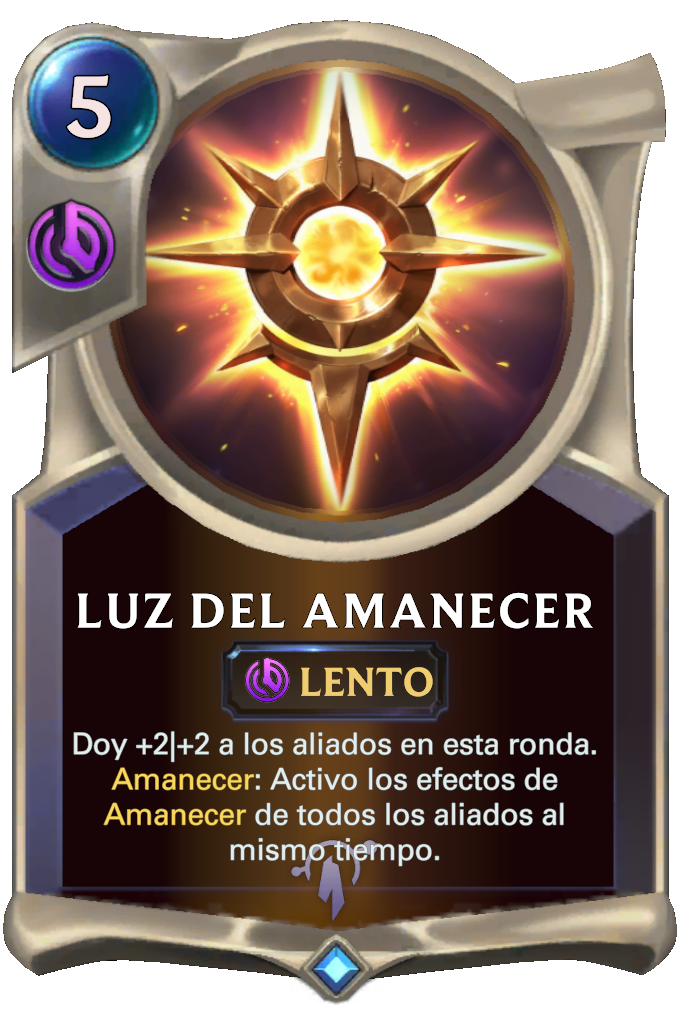 5
LUZ DEL AMANECER
LENTO
Doy +2|+2 a los aliados en esta ronda.
Amanecer: Activo los efectos de
Amanecer de todos los aliados al
mismo tiempo.